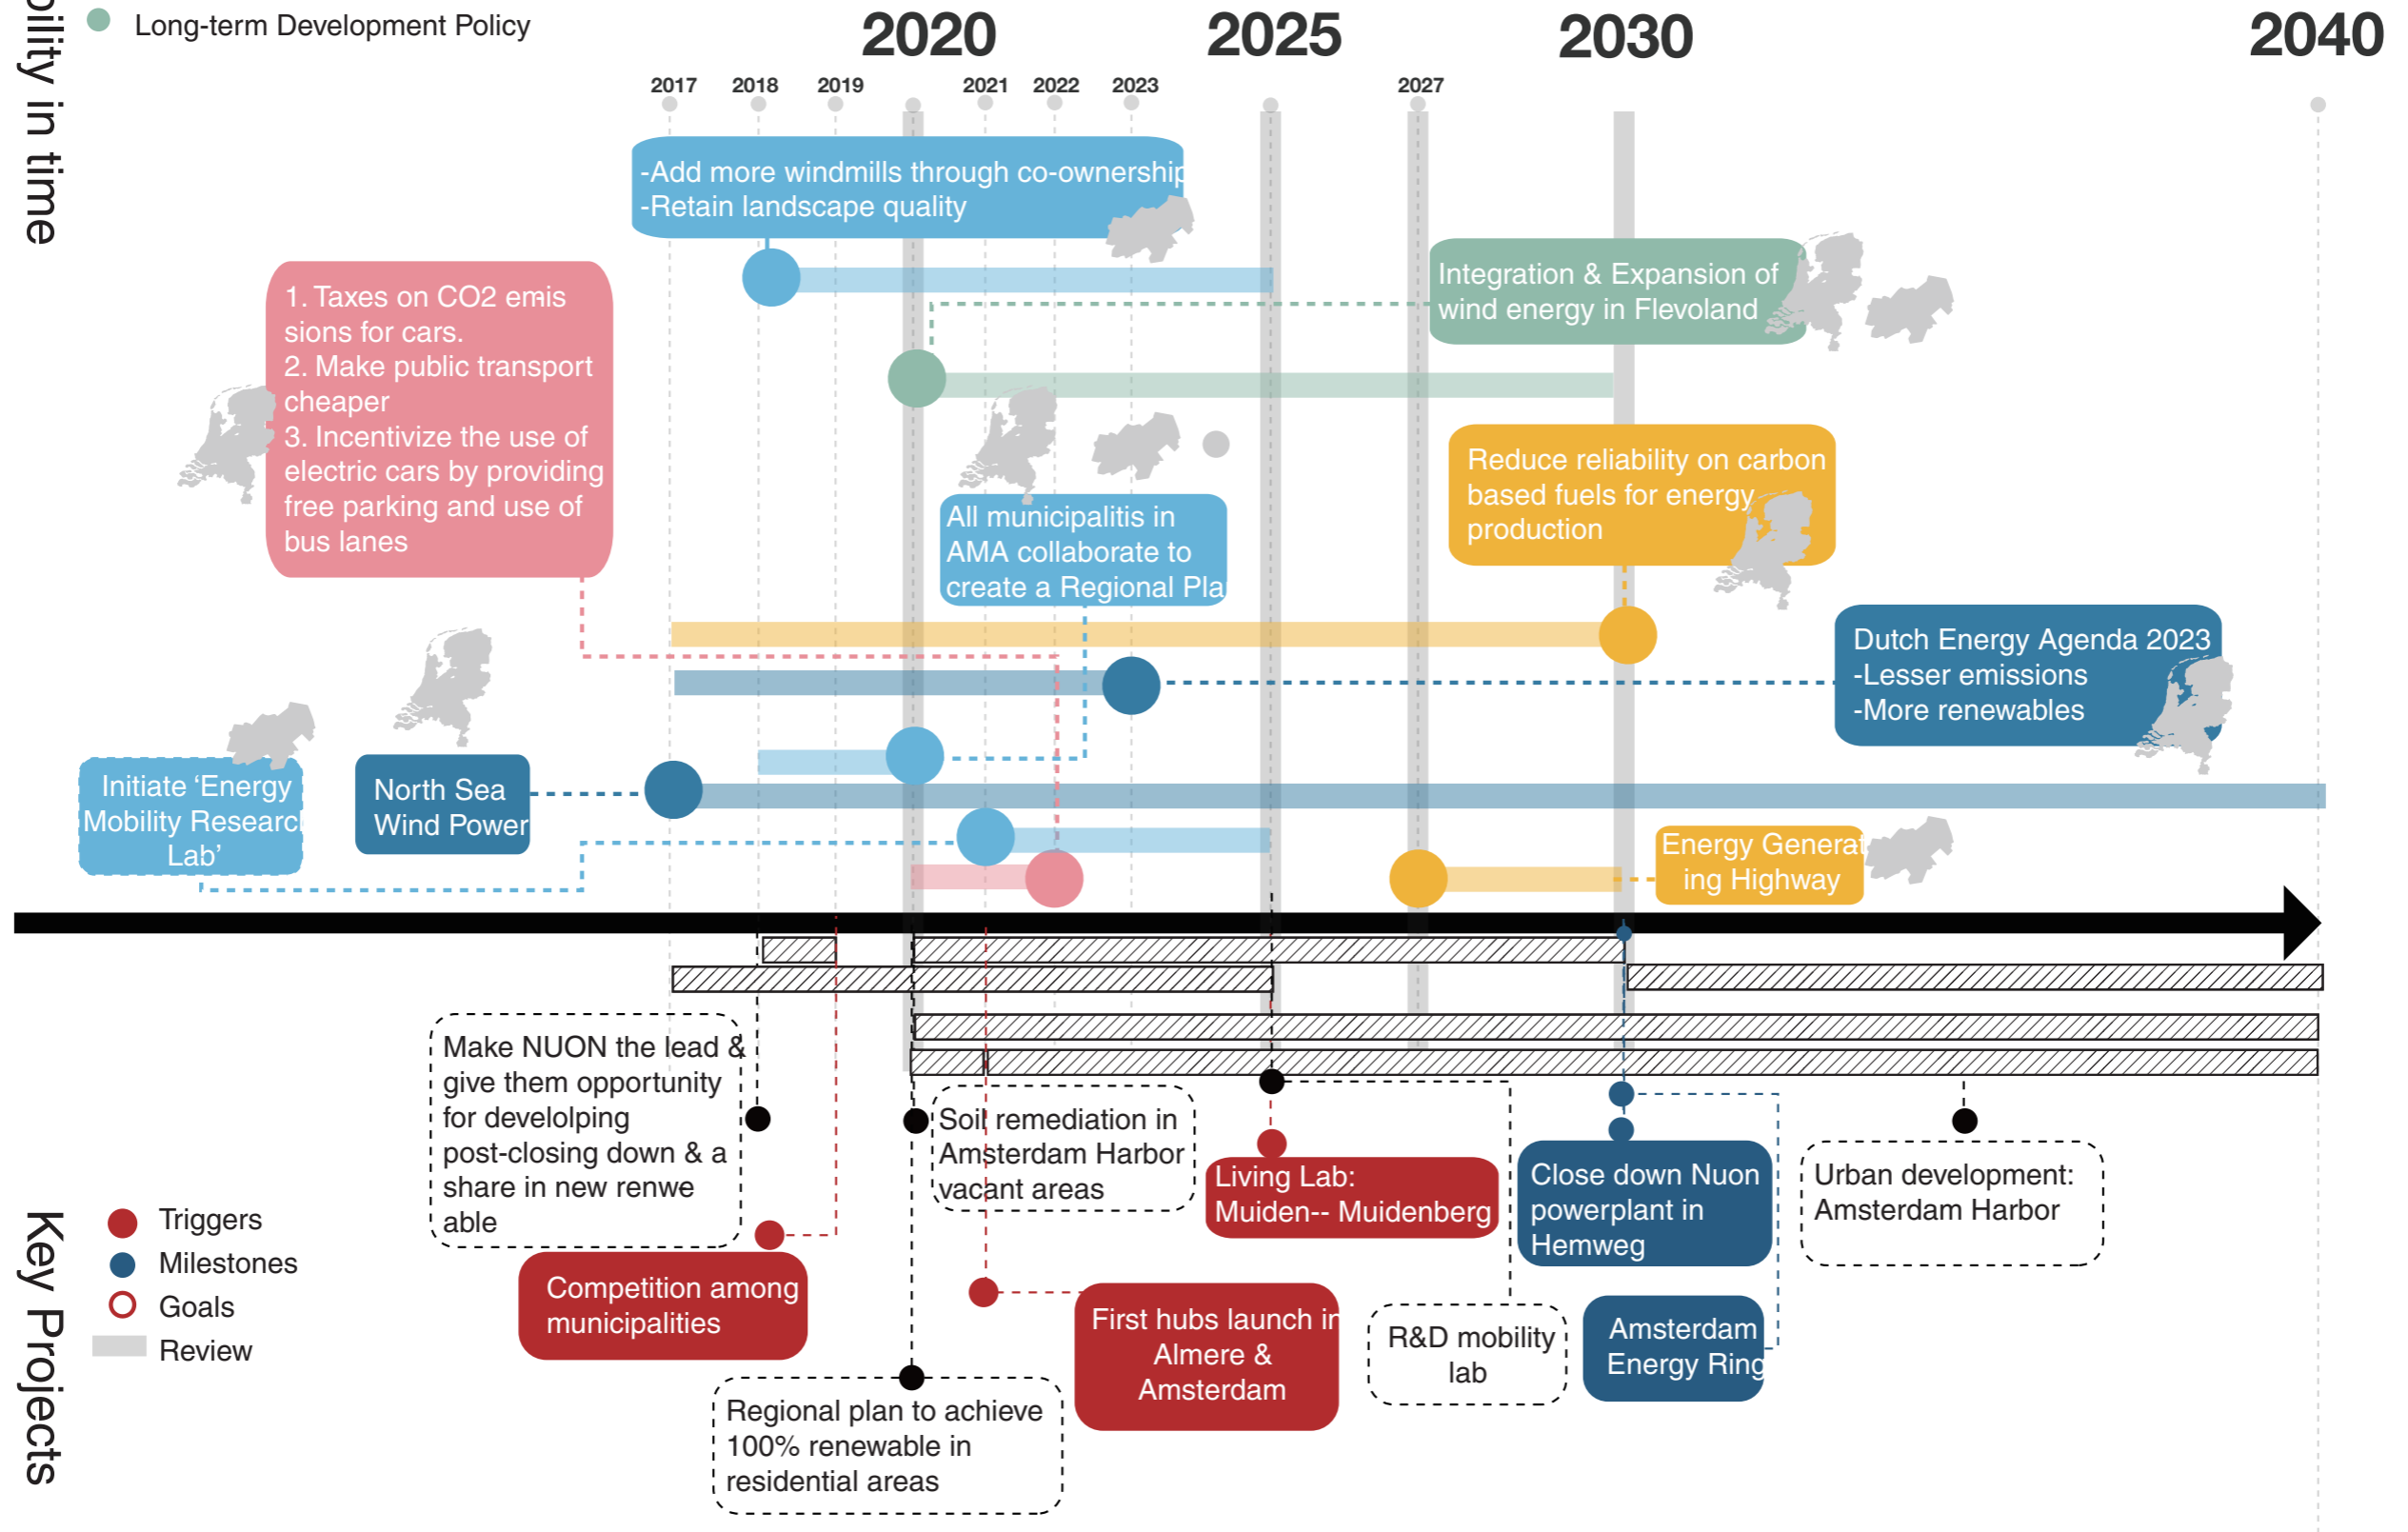 bility in time
Long-term Development Policy
2020
2025
2030
2040
2017
2018
2019
2021
2022
2023
2027
-Add more windmills through co-ownership
-Retain landscape quality
Integration & Expansion of
wind energy in Flevoland
1. Taxes on CO2 emis
sions for cars.
2. Make public transport
cheaper
3. Incentivize the use of
electric cars by providing
free parking and use of
bus lanes
All municipalitis in
AMA collaborate to
create a Regional Pla
Reduce reliability on carbon
based fuels for energy
production
Dutch Energy Agenda 2023
-Lesser emissions
-More renewables
Initiate ‘Energy
Mobility Research
Lab’
North Sea
Wind Power
Energy Generat
ing Highway
Make NUON the lead &
give them opportunity
for develolping
post-closing down & a
share in new renwe
able
Soil remediation in
Amsterdam Harbor
vacant areas
Living Lab:
Muiden-- Muidenberg
Close down Nuon
powerplant in
Hemweg
Urban development:
Amsterdam Harbor
Key Projects
Triggers
Milestones
Goals
Review
Competition among
municipalities
First hubs launch in
Almere &
Amsterdam
R&D mobility
lab
Amsterdam
Energy Ring
Regional plan to achieve
100% renewable in
residential areas